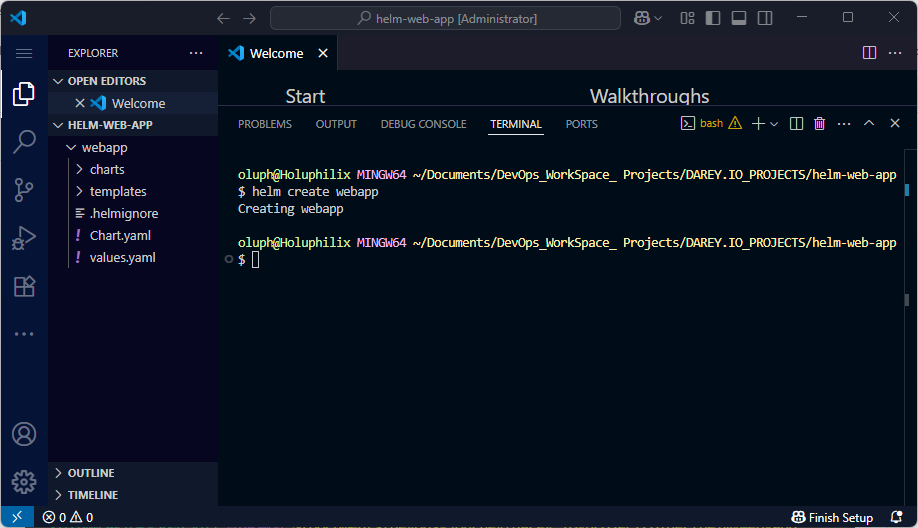 helm-web-app [Administrator]
EXPLORER
OPEN EDITORS
Welcome
HELM-WEB-APP
webapp
charts
templates
.helmignore
Chart.yaml
values.yaml
OUTLINE
TIMELINE
Welcome
Start
Walkthroughs
PROBLEMS OUTPUT DEBUG CONSOLE TERMINAL PORTS
bash
oluph@Holuphilix MINGW64 ~/Documents/DevOps_WorkSpace_ Projects/DAREY.IO_PROJECTS/helm-web-app
$ helm create webapp
Creating webapp
oluph@Holuphilix MINGW64 ~/Documents/DevOps_WorkSpace_ Projects/DAREY.IO_PROJECTS/helm-web-app
$
0 0
Finish Setup